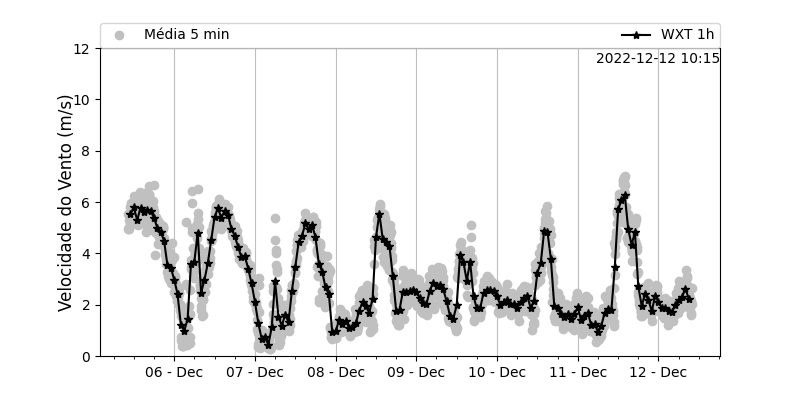 Média 5 min
WXT 1h
2022-12-12 10:15
Velocidade do Vento (m/s)
12
10
8
6
4
2
0
06 - Dec
07 - Dec
08 - Dec
09 - Dec
10 - Dec
11 - Dec
12 - Dec